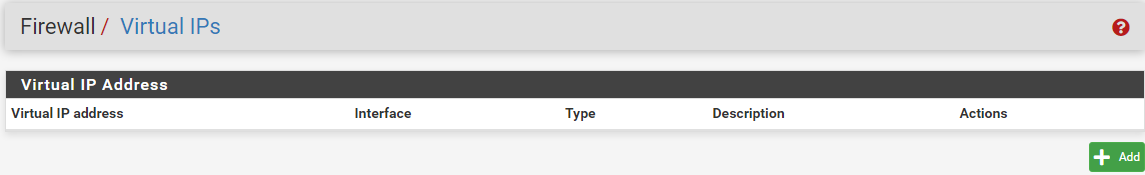 Firewall / Virtual IPs
Virtual IP Address
Virtual IP address Interface Type Description Actions
Add